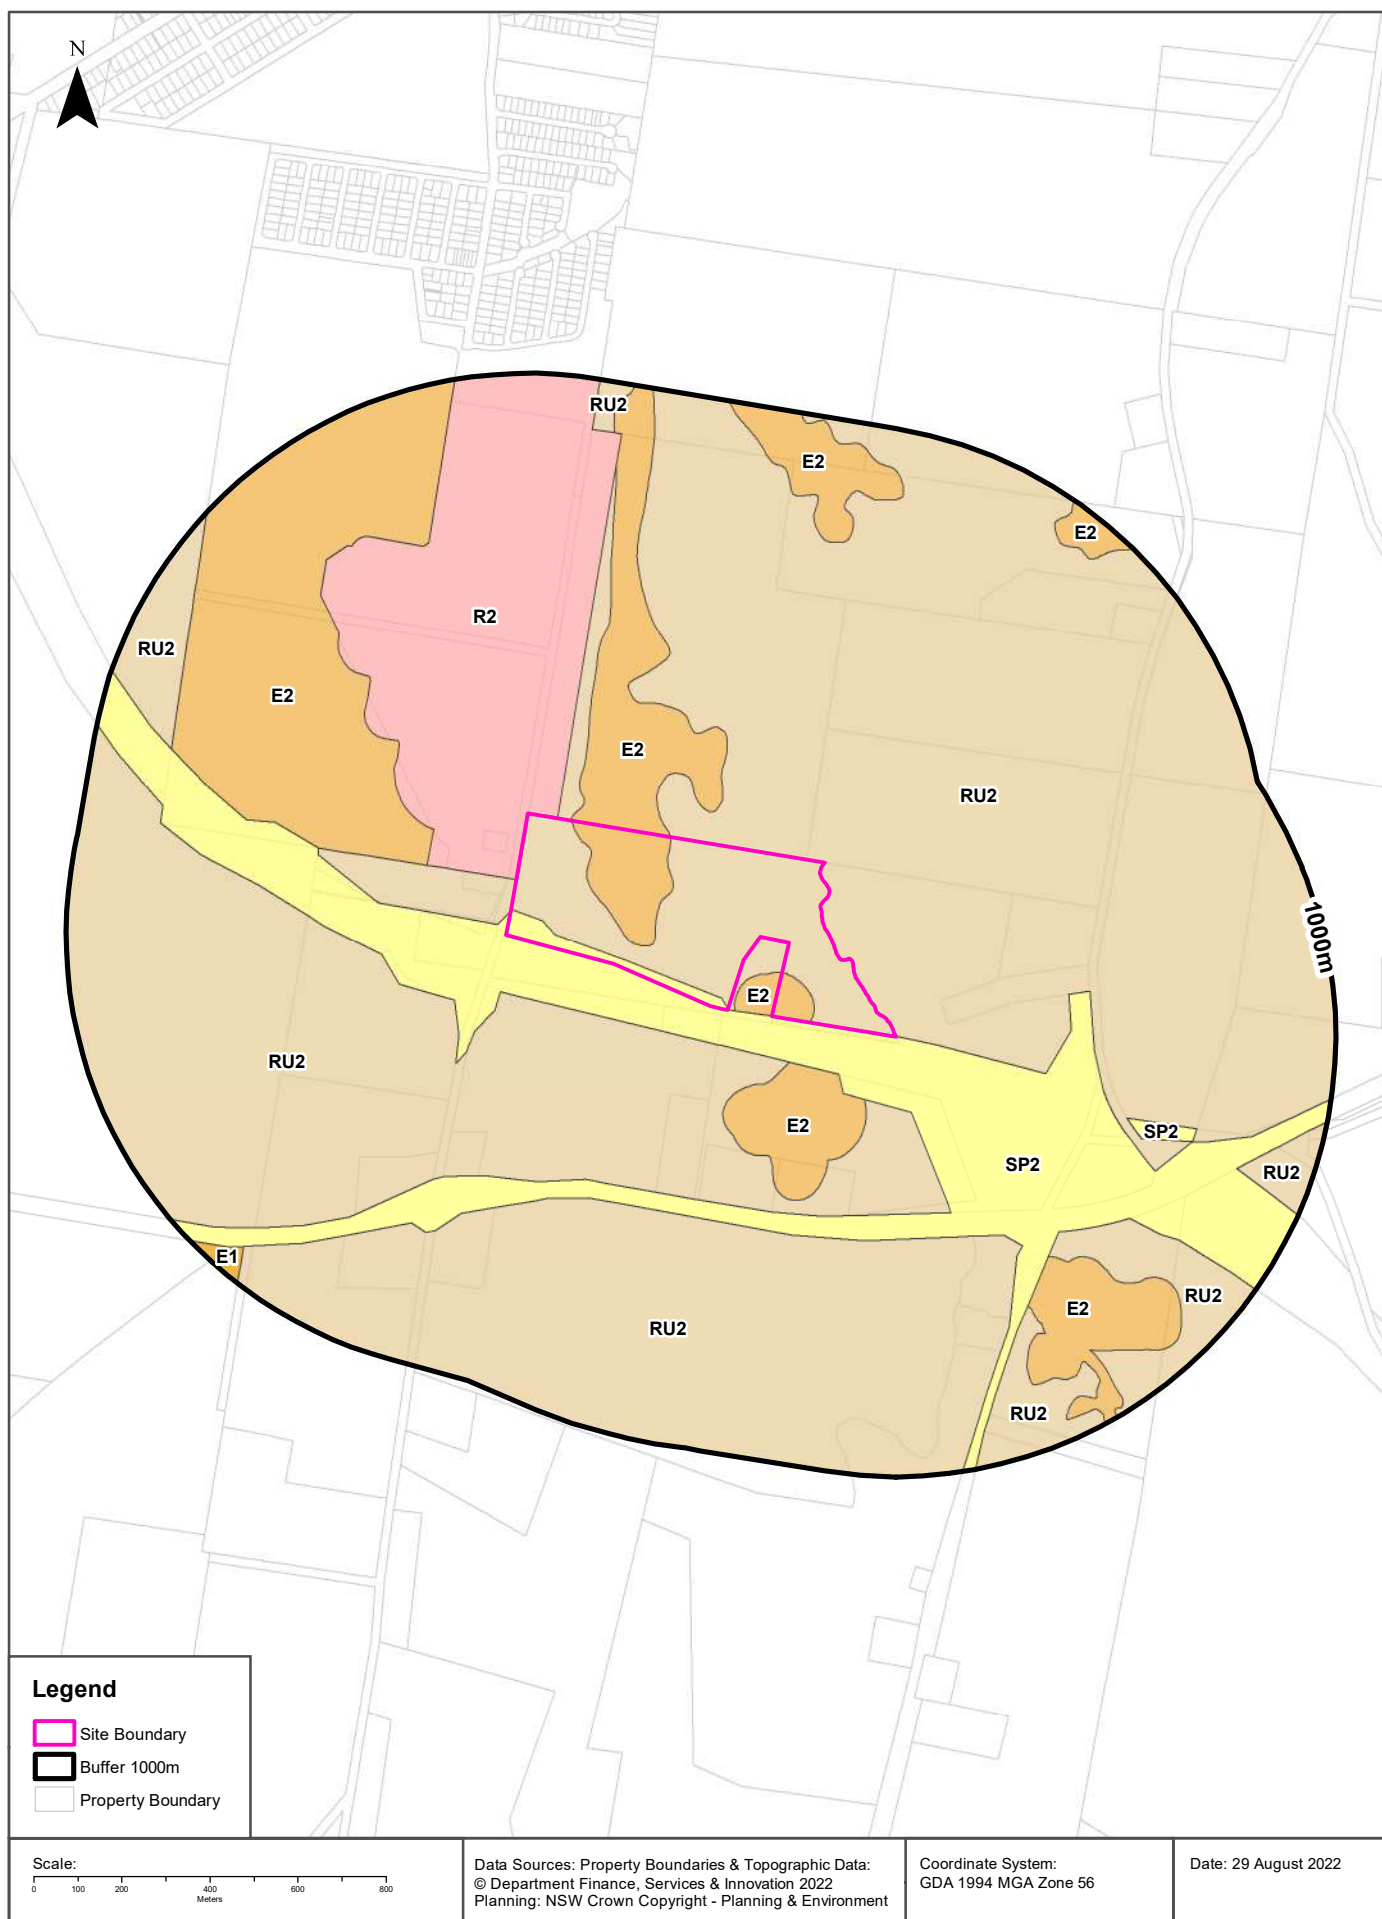 N
RU2
E2
E2
R2
RU2
E2
E2
RU2
1000m
E2
RU2
E2
SP2
SP2
RU2
E1
RU2
E2
RU2
RU2
Legend
Site Boundary
Buffer 1000m
Property Boundary
Scale:
0 100 200 400 600 800
Meters
Data Sources: Property Boundaries & Topographic Data:
© Department Finance, Services & Innovation 2022
Planning: NSW Crown Copyright - Planning & Environment
Coordinate System:
GDA 1994 MGA Zone 56
Date: 29 August 2022